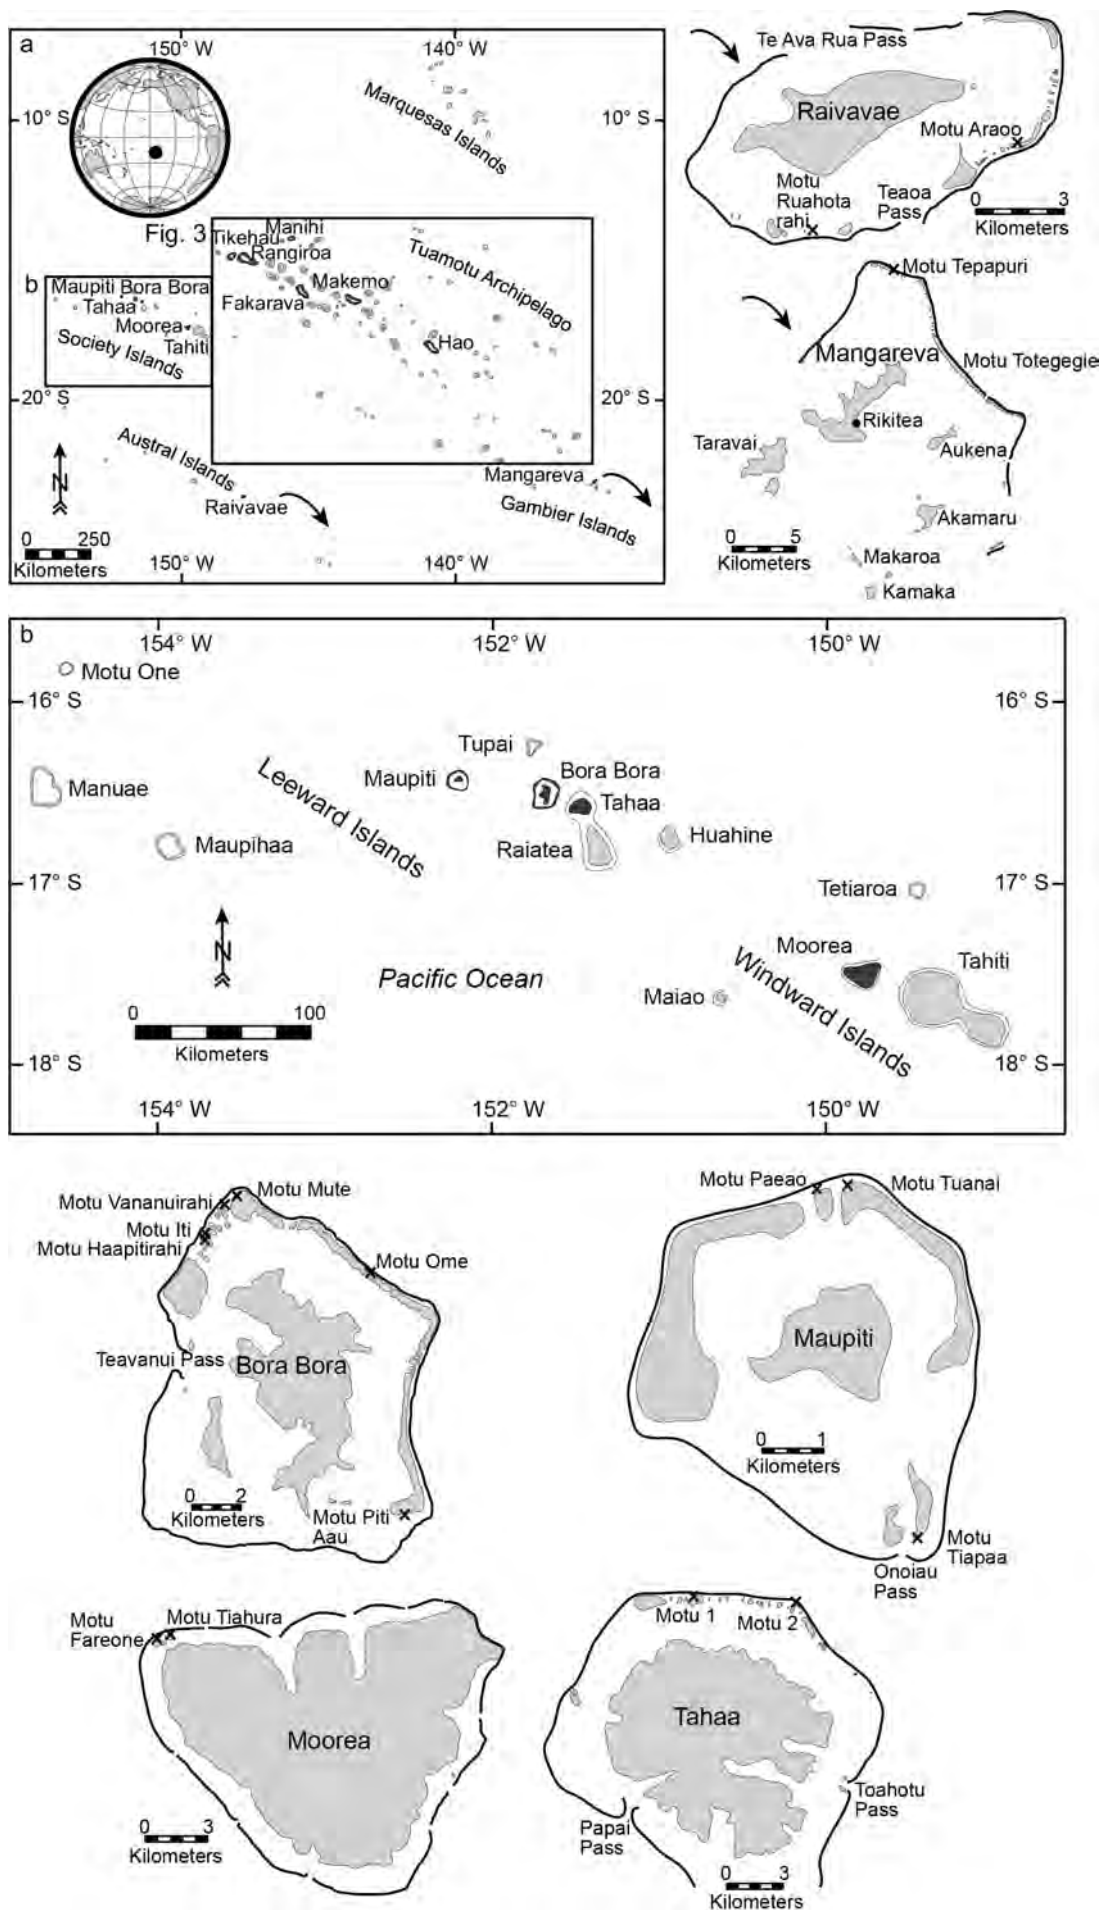 a
150° W
140° W
10° S
10° S
Marquesas Islands
Fig. 3
Manihi
Tikehau
Rangiroa
Makemo
Fakarava
Tuamotu Archipelago
Hao
b
Maupiti Bora Bora
Tahaa
Moorea
Tahiti
Society Islands
20° S
20° S
Austral Islands
Raivavae
Mangareva
Gambier Islands
N
0 250
Kilometers
150° W
140° W
Te Ava Rua Pass
Raivavae
Motu Araoo
Motu
Ruahota
rahi
Teaoa
Pass
0 3
Kilometers
Motu Tepapuri
Mangareva
Motu Totegegie
Rikitea
Taravai
Aukena
Akamaru
0 5
Kilometers
Makaroa
Kamaka
b
154° W
152° W
150° W
Motu One
16° S
16° S
Tupai
Maupiti
Bora Bora
Manuae
Tahaa
Leeward Islands
Maupihaa
Raiatea
Huahine
17° S
17° S
Tetiaroa
N
Moorea
Tahiti
Pacific Ocean
Maiao
Windward Islands
0 100
Kilometers
18° S
18° S
154° W
152° W
150° W
Motu Vananuirahi
Motu Mute
Motu Iti
Motu Haapitirahi
Motu Ome
Teavanui Pass
Bora Bora
0 2
Kilometers
Motu Piti
Aau
Motu Paeao
Motu Tuanai
Maupiti
0 1
Kilometers
Motu
Tiapaa
Onoiau
Pass
Motu
Fareone
Motu Tiahura
Moorea
0 3
Kilometers
Motu 1
Motu 2
Tahaa
Toahotu
Pass
Papai
Pass
0 3
Kilometers